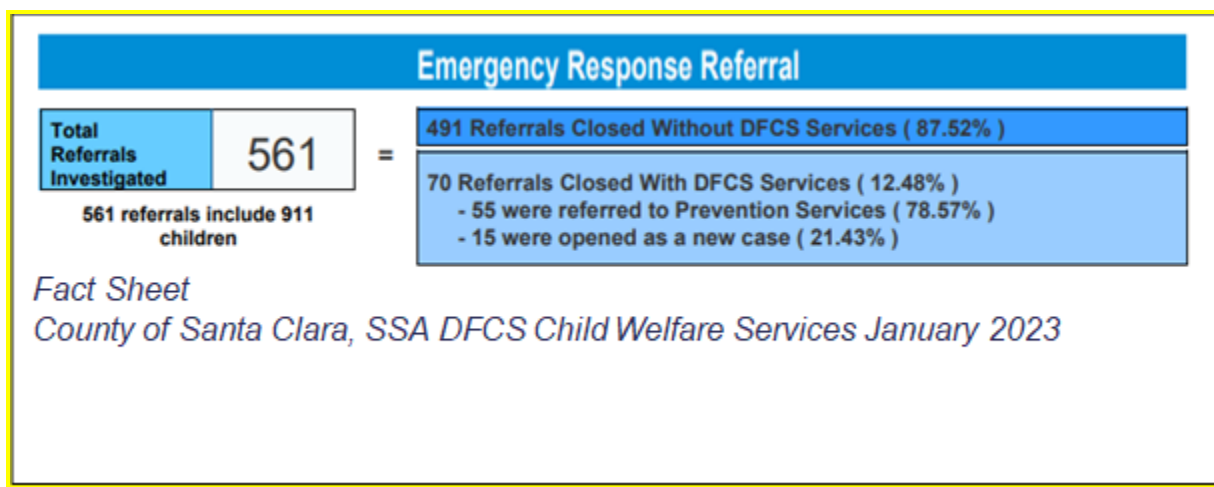 Emergency Response Referral
Total
Referrals
Investigated
561
561 referrals include 911
children
=
491 Referrals Closed Without DFCS Services ( 87.52% )
70 Referrals Closed With DFCS Services ( 12.48% )
- 55 were referred to Prevention Services ( 78.57% )
- 15 were opened as a new case ( 21.43% )
Fact Sheet
County of Santa Clara, SSA DFCS Child Welfare Services January 2023